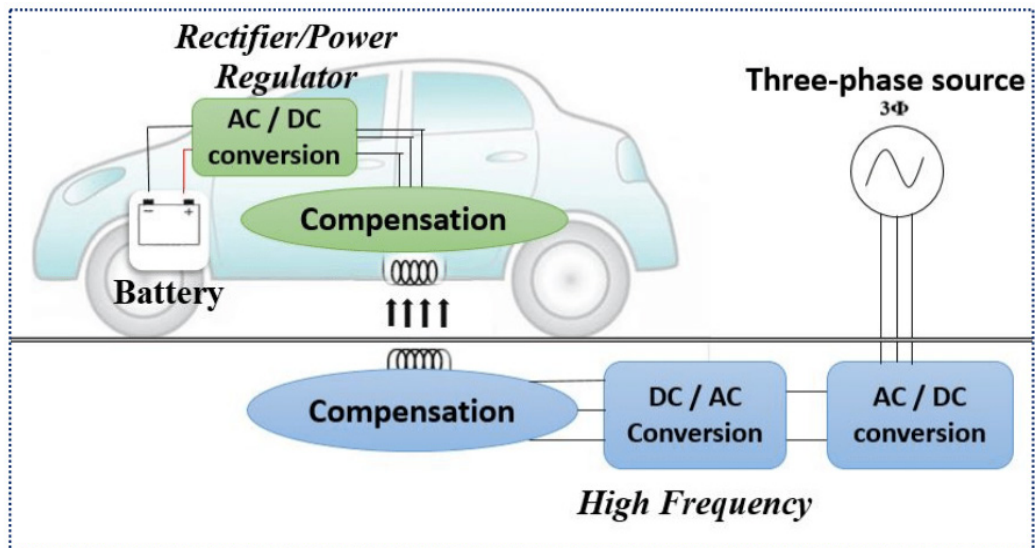 Rectifier/Power
Regulator
Three-phase source
3Φ
AC / DC
conversion
Compensation
− +
Battery
Compensation
DC / AC
Conversion
AC / DC
conversion
High Frequency